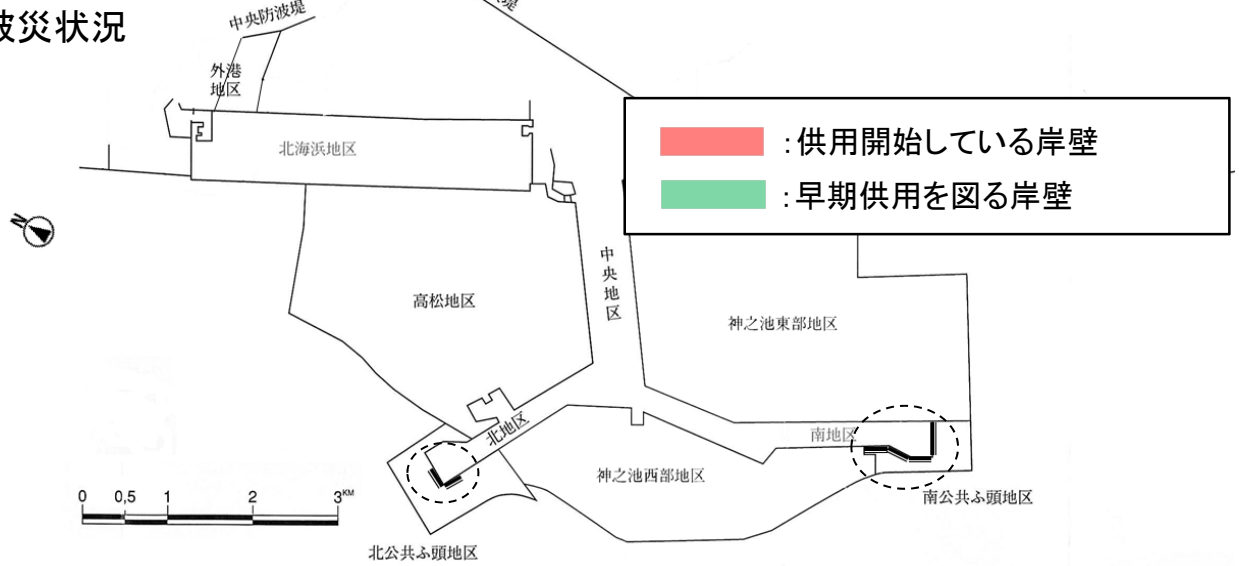 被災状況
中央防波堤
堤
外港
地区
北海浜地区
:供用開始している岸壁
:早期供用を図る岸壁
N
中央地区
高松地区
神之池東部地区
北地区
南地区
神之池西部地区
南公共ふ頭地区
0 0,5 1 2 3KM
北公共ふ頭地区